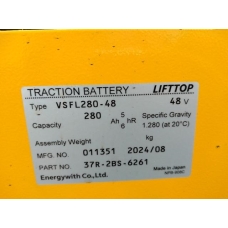 TRACTION BATTERY LIFTTOP
Type VSFL280-48 48 V
Capacity 280 Ah 5 6 hR Specific Gravity 1.280 (at 20°C)
Assembly Weight kg
MFG. NO. 011351 2024/08
PART NO. 37R-2BS-6261
Energywith Co., Ltd. Made in Japan